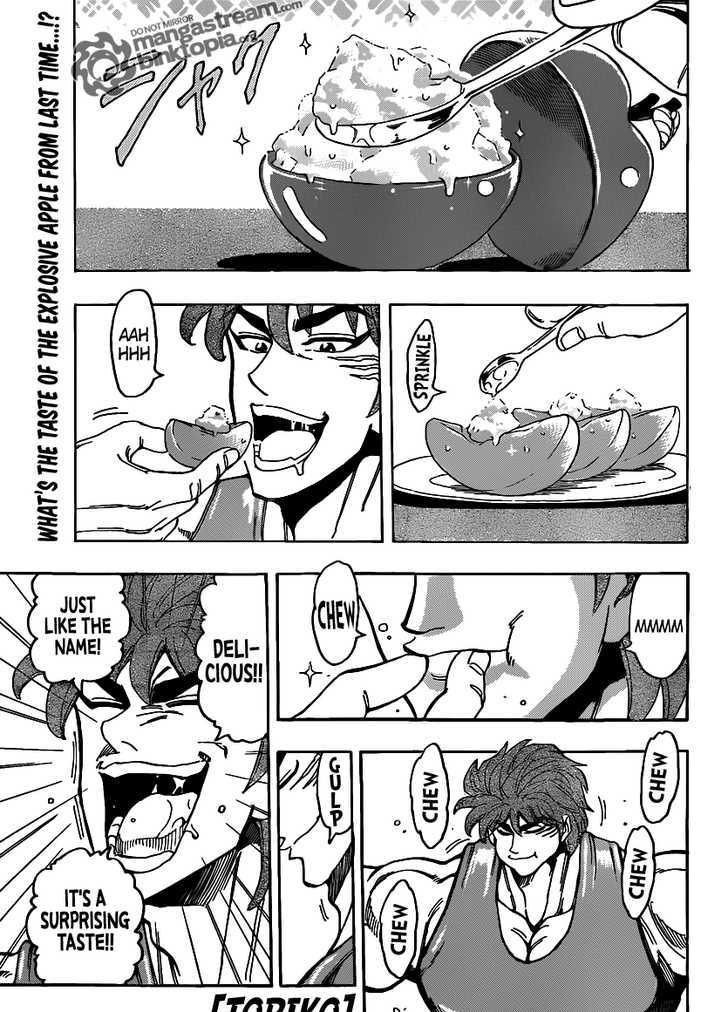 DO NOT MIRROR
mangastream.com
inktopia.org
WHAT'S THE TASTE OF THE EXPLOSIVE APPLE FROM LAST TIME...!?
シャク
SPRINKLE
AAH
HHH
MMMM
CHEW
CHEW
CHEW
CHEW
CHEW
GULP
DELI-
CIOUS!!
JUST
LIKE THE
NAME!
IT'S A
SURPRISING
TASTE!!
[TORIKO]